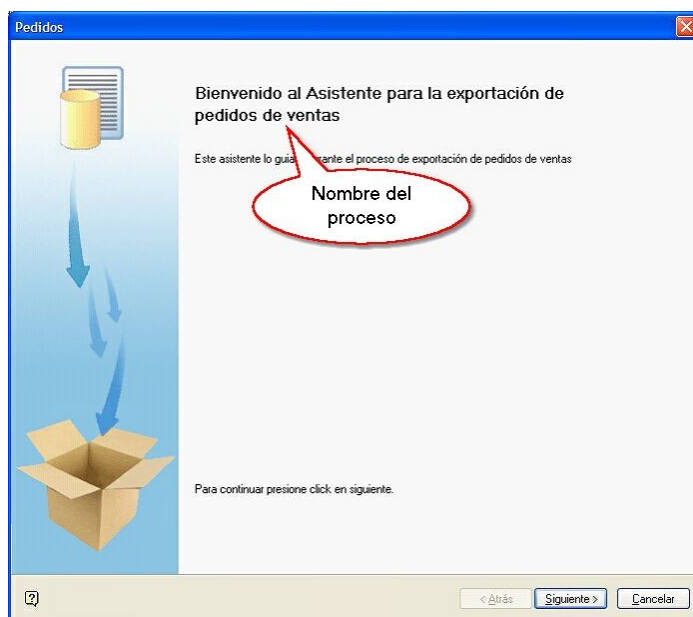 Pedidos
Bienvenido al Asistente para la exportación de
pedidos de ventas
Este asistente lo guia durante el proceso de exportación de pedidos de ventas
Nombre del
proceso
Para continuar presione click en siguiente.
< Atrás
Siguiente >
Cancelar